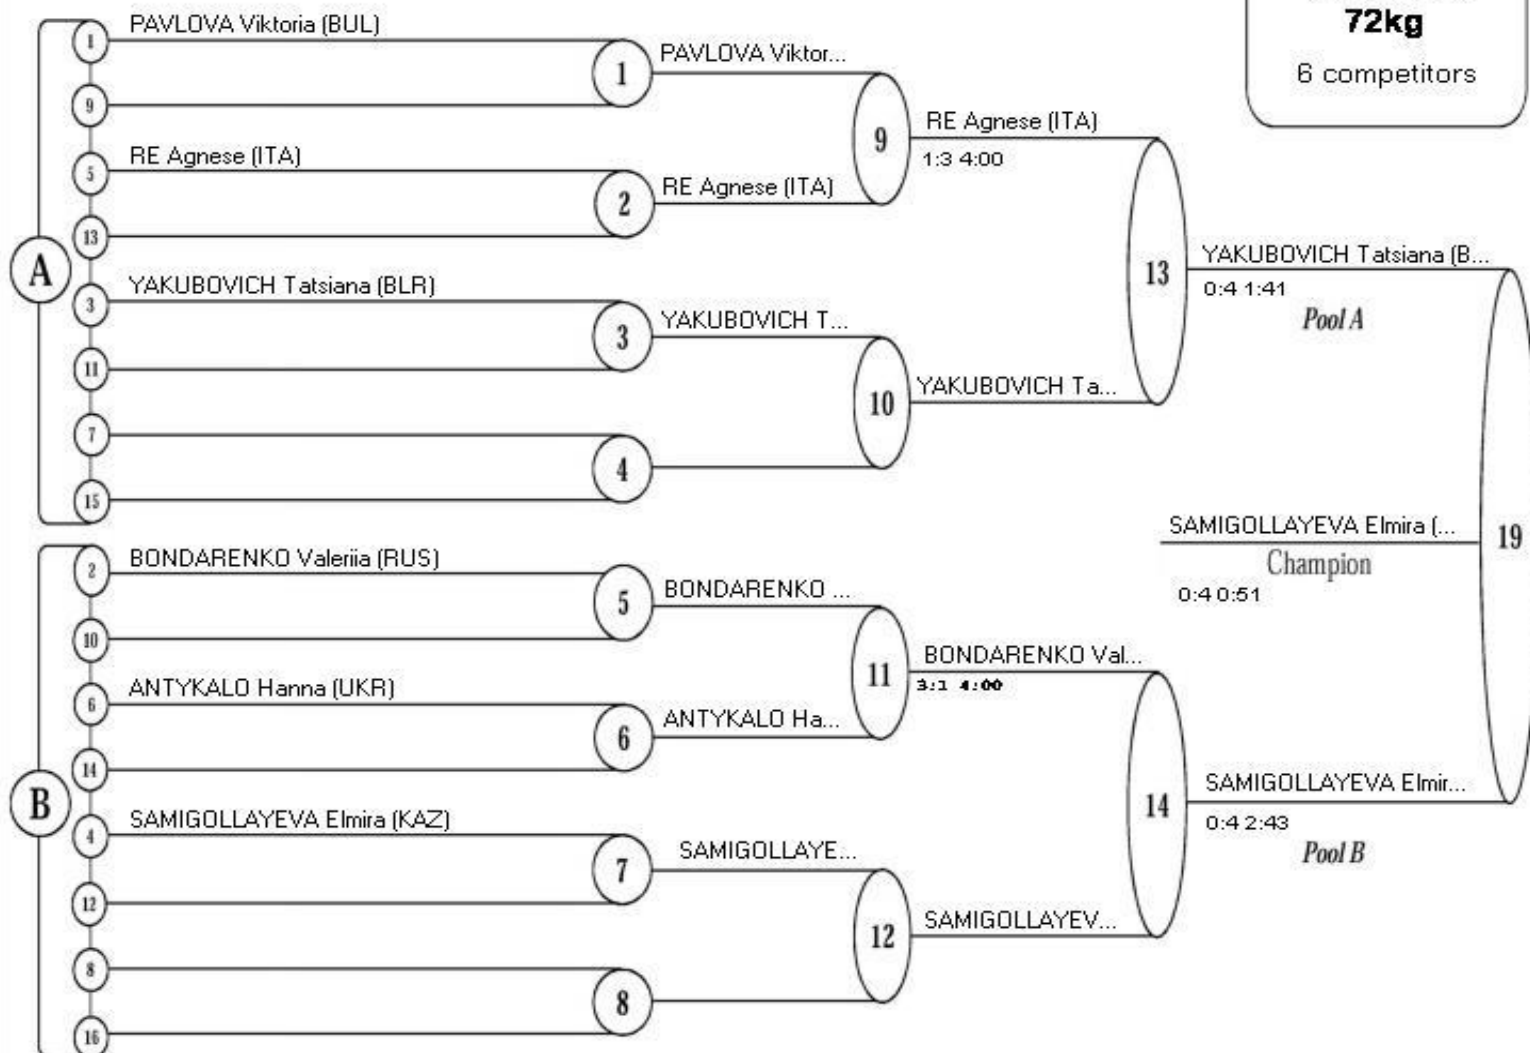 72kg
6 competitors
A
1
PAVLOVA Viktoria (BUL)
9
5
RE Agnese (ITA)
13
3
YAKUBOVICH Tatsiana (BLR)
11
7
15
1
PAVLOVA Viktor...
2
RE Agnese (ITA)
3
YAKUBOVICH T...
4
9
RE Agnese (ITA)
1:3 4:00
10
YAKUBOVICH Ta...
13
YAKUBOVICH Tatsiana (B...
0:4 1:41
Pool A
B
2
BONDARENKO Valeriia (RUS)
10
6
ANTYKALO Hanna (UKR)
14
4
SAMIGOLLAYEVA Elmira (KAZ)
12
8
16
5
BONDARENKO ...
6
ANTYKALO Ha...
7
SAMIGOLLAYE...
8
11
BONDARENKO Val...
3:1 4:00
12
SAMIGOLLAYEV...
14
SAMIGOLLAYEVA Elmir...
0:4 2:43
Pool B
19
SAMIGOLLAYEVA Elmira (...
Champion
0:4 0:51